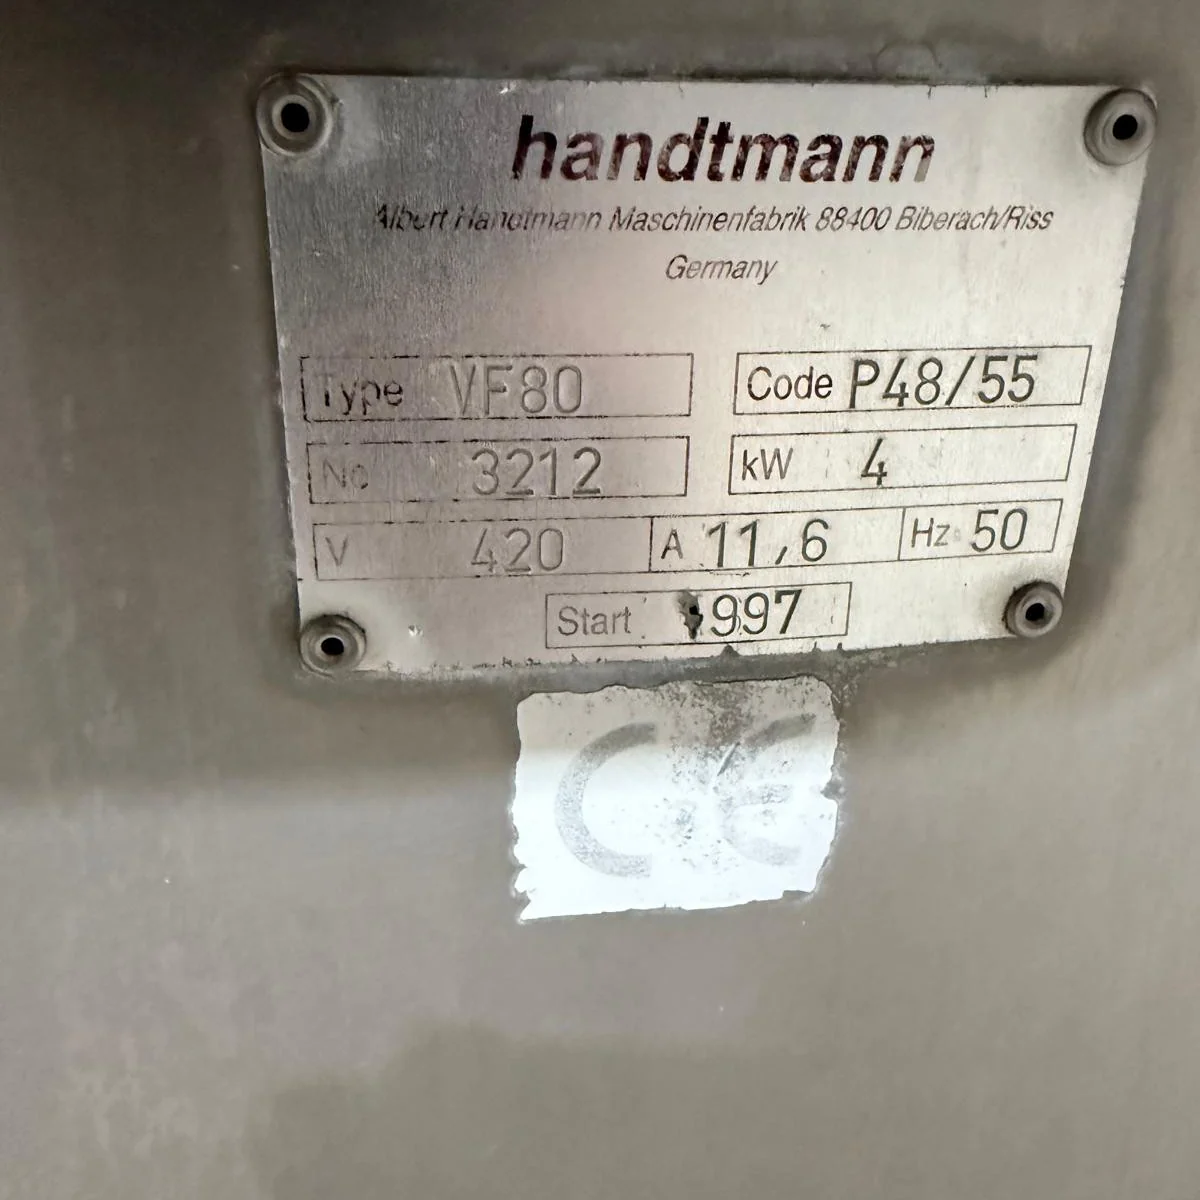 handtmann
Albert Handtmann Maschinenfabrik 88400 Biberach/Riss
Germany
Type VF80 Code P48/55
No 3212 kW 4
V 420 A 11,6 Hz 50
Start 1997
CE